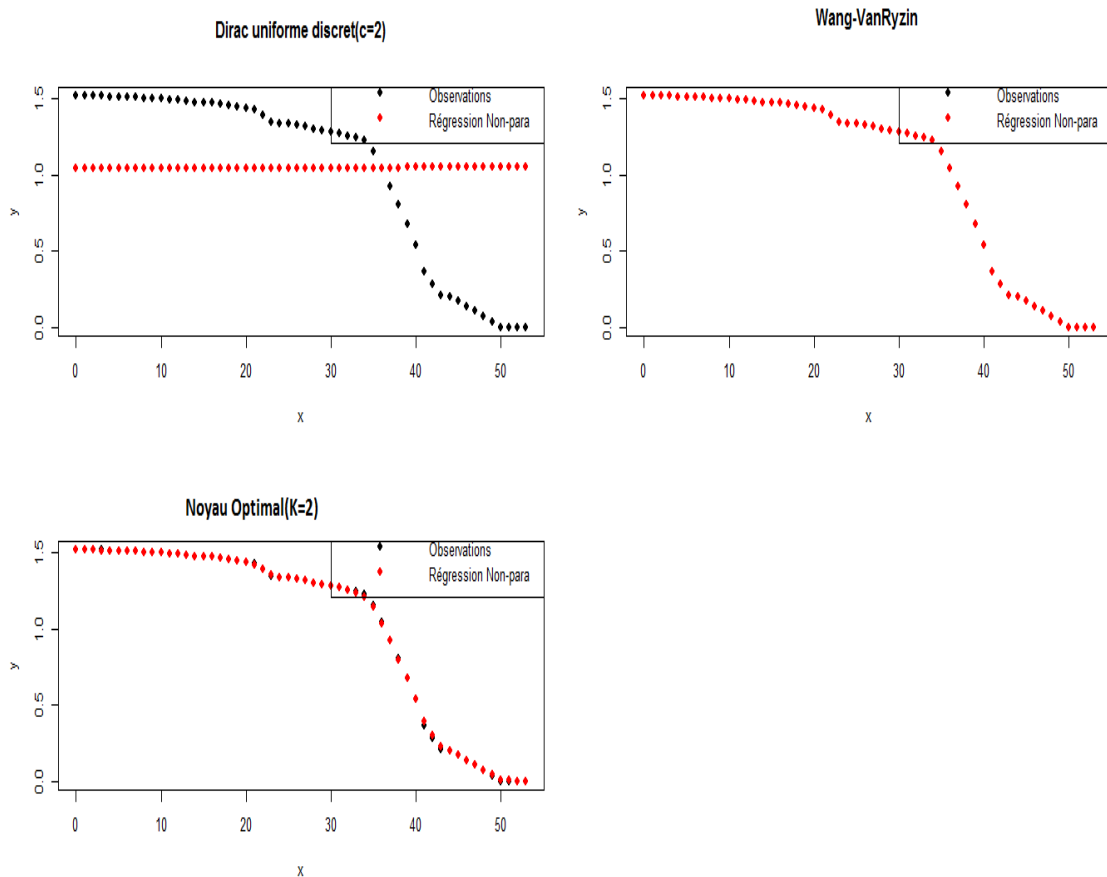 Dirac uniforme discret(c=2)
Observations
Régression Non-para
y
0.0 0.5 1.0 1.5
0 10 20 30 40 50
x
Wang-VanRyzin
Observations
Régression Non-para
y
0.0 0.5 1.0 1.5
0 10 20 30 40 50
x
Noyau Optimal(K=2)
Observations
Régression Non-para
y
0.0 0.5 1.0 1.5
0 10 20 30 40 50
x